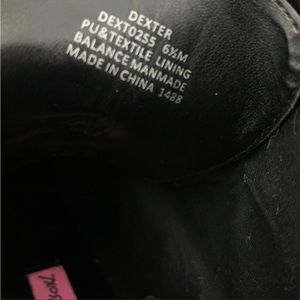 DEXTER
DEXT0255 6½M
PU&TEXTILE LINING
BALANCE MANMADE
MADE IN CHINA 1488